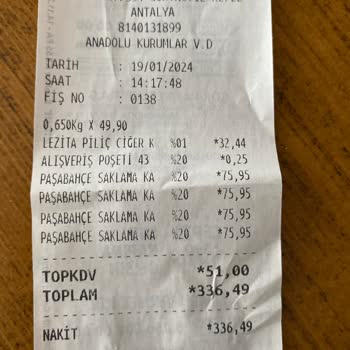 ANTALYA
8140131899
ANADOLU KURUMLAR V.D
TARİH : 19/01/2024
SAAT : 14:17:48
FİŞ NO : 0138
0,650Kg X 49,90
LEZİTA PİLİÇ CİĞER K %01 *32,44
ALIŞVERİŞ POŞETİ 43 %20 *0,25
PAŞABAHÇE SAKLAMA KA %20 *75,95
PAŞABAHÇE SAKLAMA KA %20 *75,95
PAŞABAHÇE SAKLAMA KA %20 *75,95
PAŞABAHÇE SAKLAMA KA %20 *75,95
TOPKDV *51,00
TOPLAM *336,49
NAKİT *336,49